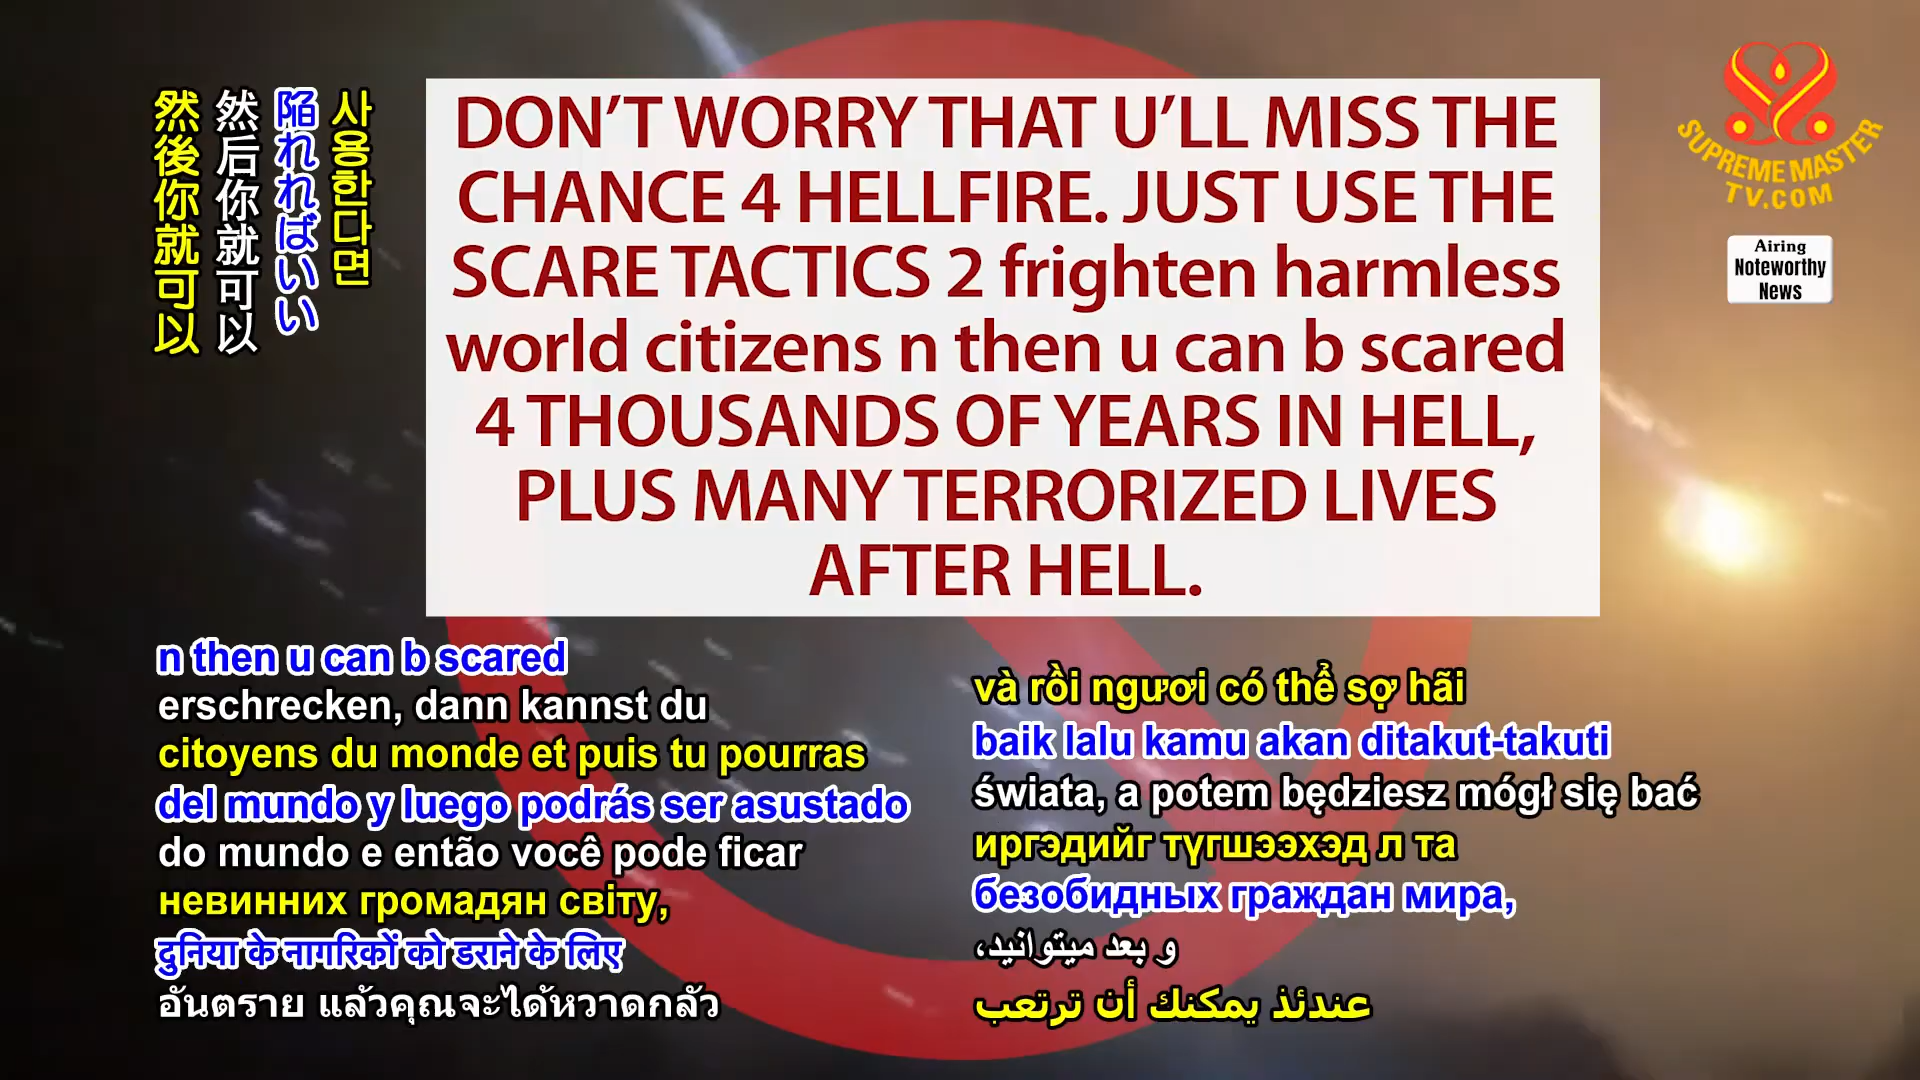 DON'T WORRY THAT U'LL MISS THE
CHANCE 4 HELLFIRE. JUST USE THE
SCARE TACTICS 2 frighten harmless
world citizens n then u can b scared
4 THOUSANDS OF YEARS IN HELL,
PLUS MANY TERRORIZED LIVES
AFTER HELL.
SUPREME MASTER
TV.COM
Airing
Noteworthy
News
사용한다면
陥れればいい
然后你就可以
然後你就可以
n then u can b scared
erschrecken, dann kannst du
citoyens du monde et puis tu pourras
del mundo y luego podrás ser asustado
do mundo e então você pode ficar
невинних громадян світу,
दुनिया के नागरिकों को डराने के लिए
อันตราย แล้วคุณจะได้หวาดกลัว
và rồi ngươi có thể sợ hãi
baik lalu kamu akan ditakut-takuti
świata, a potem będziesz mógł się bać
иргэдийг түгшээхэд л та
безобидных граждан мира,
و بعد میتوانید،
عندئذ يمكنك أن ترتعب